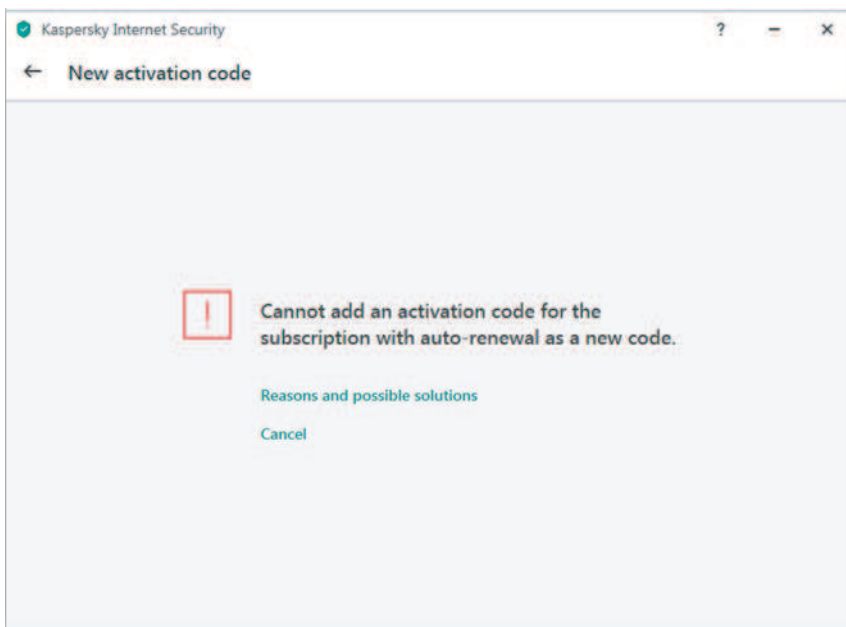 Kaspersky Internet Security ?
New activation code
!
Cannot add an activation code for the
subscription with auto-renewal as a new code.
Reasons and possible solutions
Cancel